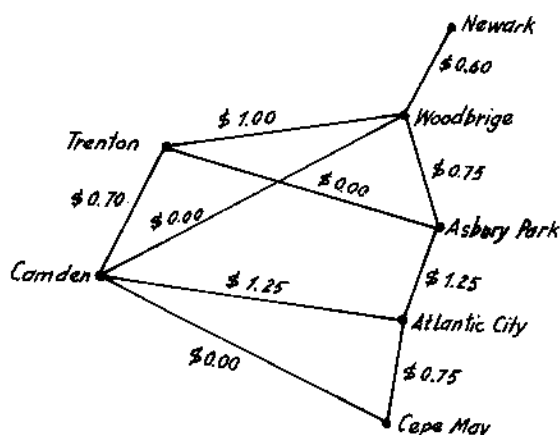 Newark
$0.60
$1.00
Woodbrige
Trenton
$0.75
$0.00
$0.70
$0.00
Asbury Park
Camden
$1.25
$1.25
Atlantic City
$0.00
$0.75
Cepe May